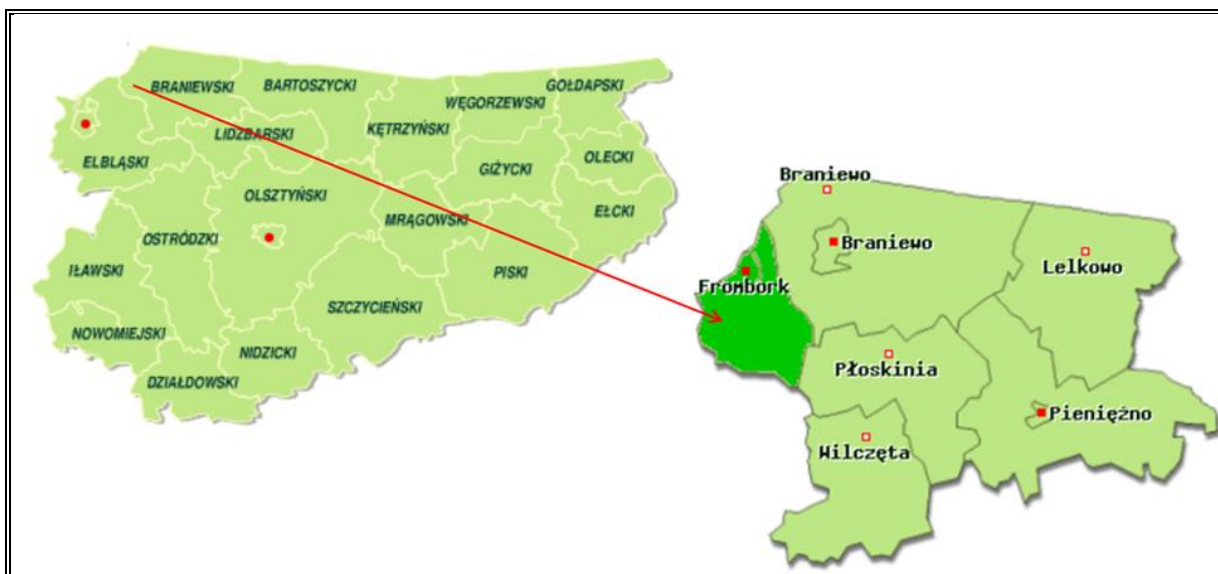 BRANIEWSKI
BARTOSZYCKI
GOŁDAPSKI
WĘGORZEWSKI
KĘTRZYŃSKI
LIDZBARSKI
ELBLĄSKI
GIŻYCKI
OLECKI
OLSZTYŃSKI
MRĄGOWSKI
EŁCKI
OSTRÓDZKI
IŁAWSKI
PISKI
SZCZYCIEŃSKI
NOWOMIEJSKI
NIDZICKI
DZIAŁDOWSKI
Braniewo
Braniewo
Lelkowo
Frombork
Płoskinia
Pieniężno
Wilczęta